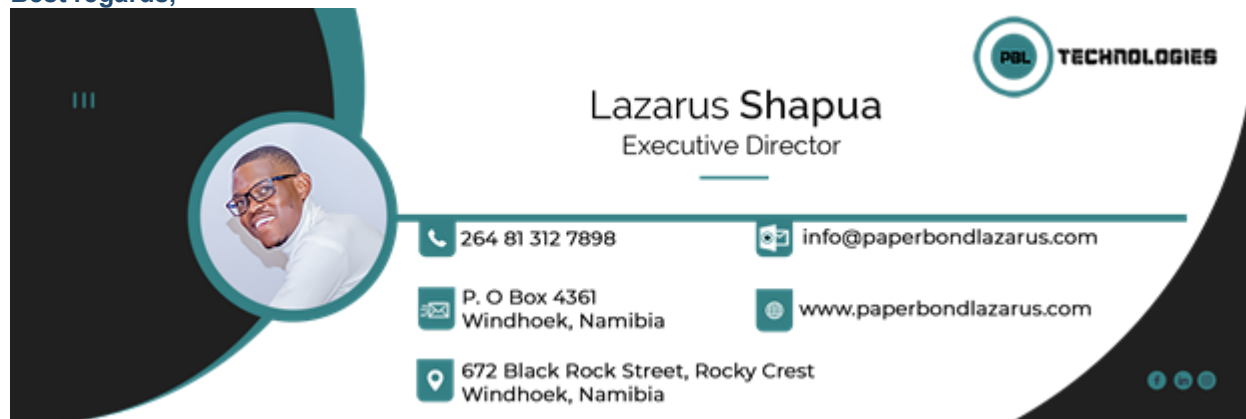 Best regards,
PBL TECHNOLOGIES
Lazarus Shapua
Executive Director
264 81 312 7898
info@paperbondlazarus.com
P. O Box 4361
Windhoek, Namibia
www.paperbondlazarus.com
672 Black Rock Street, Rocky Crest
Windhoek, Namibia